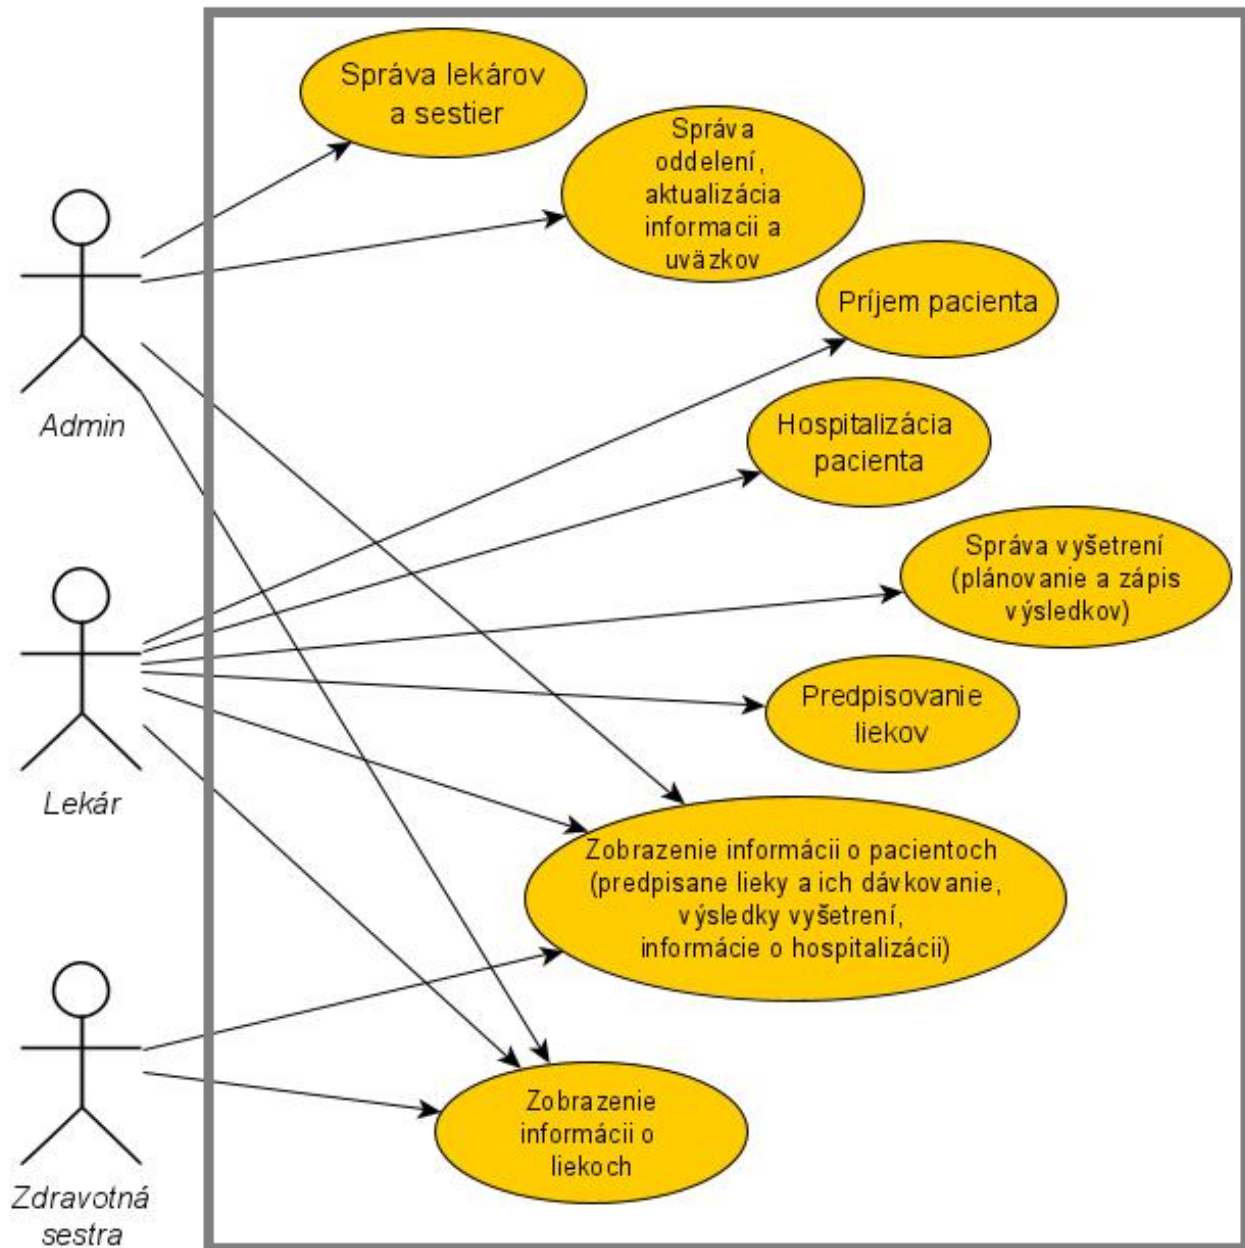 Správa lekárov
a sestier
Správa
oddelení,
aktualizácia
informacii a
uväzkov
Príjem pacienta
Admin
Hospitalizácia
pacienta
Správa vyšetrení
(plánovanie a zápis
výsledkov)
Predpisovanie
liekov
Lekár
Zobrazenie informácii o pacientoch
(predpisane lieky a ich dávkovanie,
výsledky vyšetrení,
informácie o hospitalizácii)
Zobrazenie
informácii o
liekoch
Zdravotná
sestra